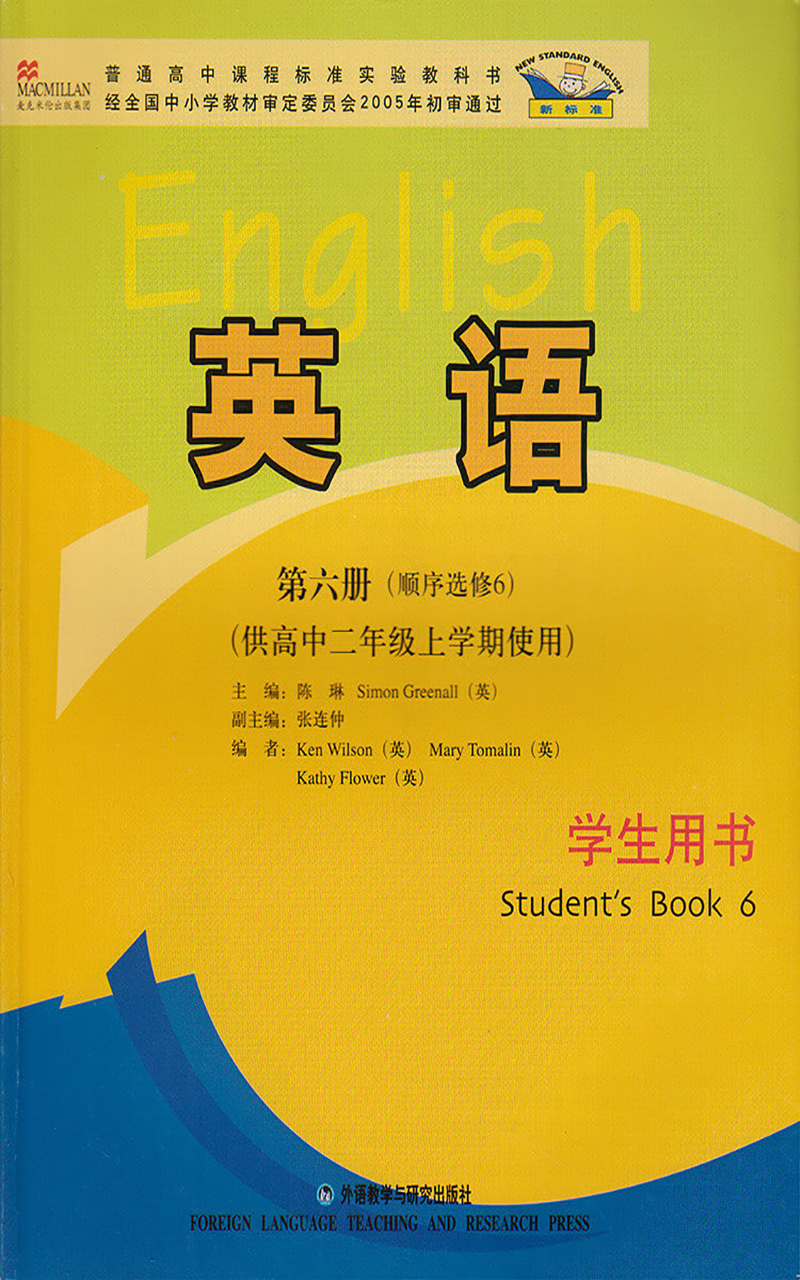 MACMILLAN
麦克米伦出版集团
普通高中课程标准实验教科书
经全国中小学教材审定委员会2005年初审通过
NEW STANDARD ENGLISH
新标准
English
英语
第六册（顺序选修6）
（供高中二年级上学期使用）
主 编：陈 琳 Simon Greenall（英）
副主编：张连仲
编 者：Ken Wilson（英） Mary Tomalin（英）
Kathy Flower（英）
学生用书
Student's Book 6
外语教学与研究出版社
FOREIGN LANGUAGE TEACHING AND RESEARCH PRESS